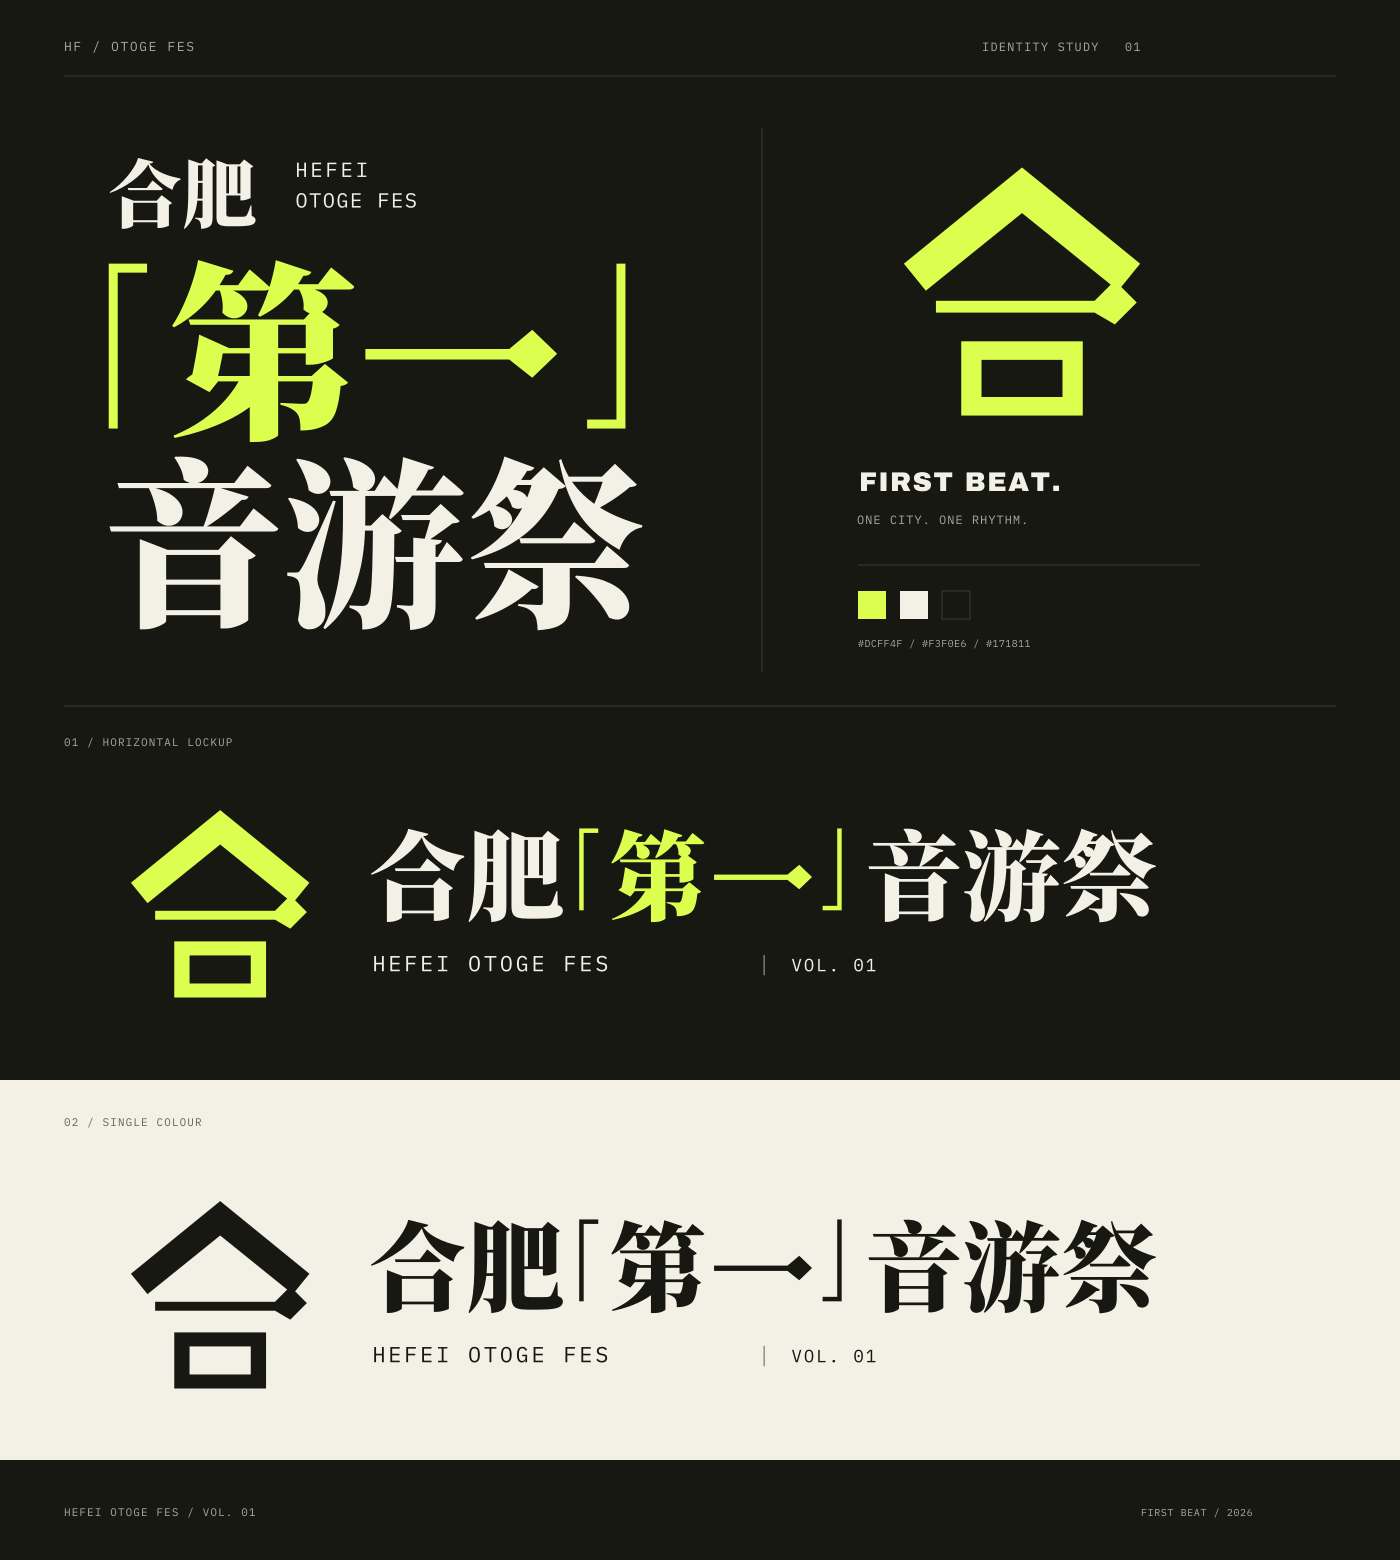 HF / OTOGE FES
IDENTITY STUDY 01
合肥
HEFEI
OTOGE FES
「第一」
音游祭
合
FIRST BEAT.
ONE CITY. ONE RHYTHM.
#DCFF4F / #F3F0E6 / #171811
01 / HORIZONTAL LOCKUP
合
合肥「第一」音游祭
HEFEI OTOGE FES | VOL. 01
02 / SINGLE COLOUR
合
合肥「第一」音游祭
HEFEI OTOGE FES | VOL. 01
HEFEI OTOGE FES / VOL. 01
FIRST BEAT / 2026